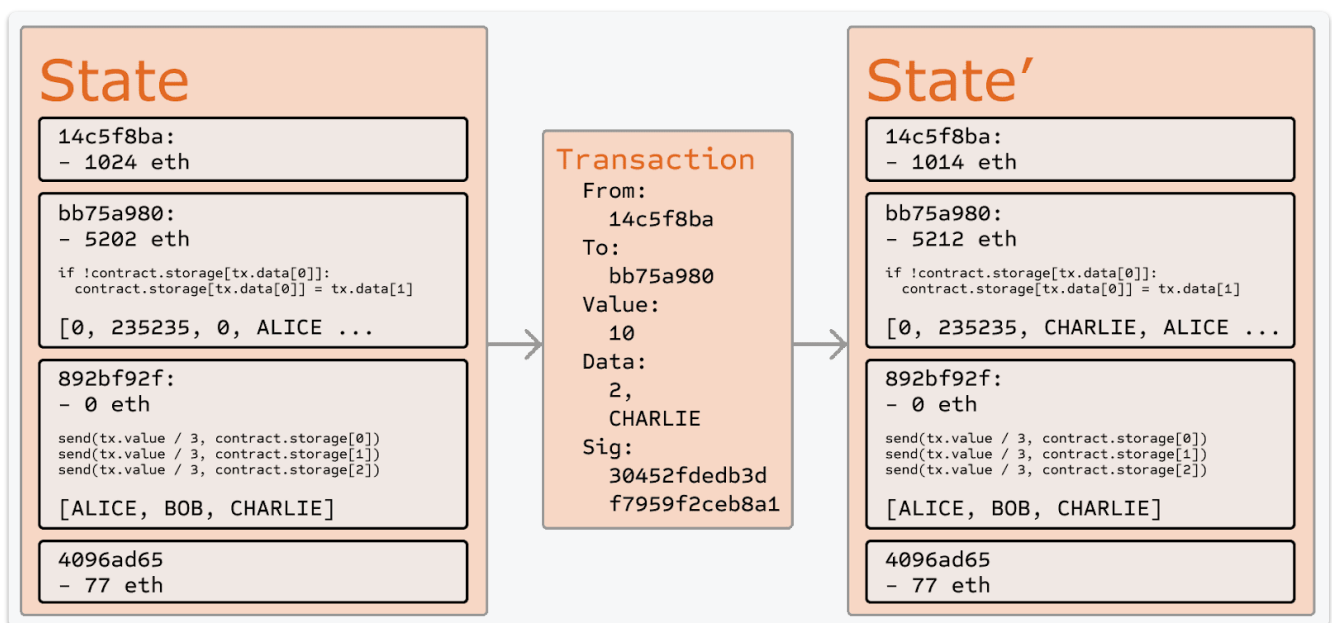 State
14c5f8ba:
- 1024 eth
bb75a980:
- 5202 eth
if !contract.storage[tx.data[0]]:
contract.storage[tx.data[0]] = tx.data[1]
[0, 235235, 0, ALICE ...
892bf92f:
- 0 eth
send(tx.value / 3, contract.storage[0])
send(tx.value / 3, contract.storage[1])
send(tx.value / 3, contract.storage[2])
[ALICE, BOB, CHARLIE]
4096ad65
- 77 eth
Transaction
From:
14c5f8ba
To:
bb75a980
Value:
10
Data:
2,
CHARLIE
Sig:
30452fdedb3d
f7959f2ceb8a1
State’
14c5f8ba:
- 1014 eth
bb75a980:
- 5212 eth
if !contract.storage[tx.data[0]]:
contract.storage[tx.data[0]] = tx.data[1]
[0, 235235, CHARLIE, ALICE ...
892bf92f:
- 0 eth
send(tx.value / 3, contract.storage[0])
send(tx.value / 3, contract.storage[1])
send(tx.value / 3, contract.storage[2])
[ALICE, BOB, CHARLIE]
4096ad65
- 77 eth